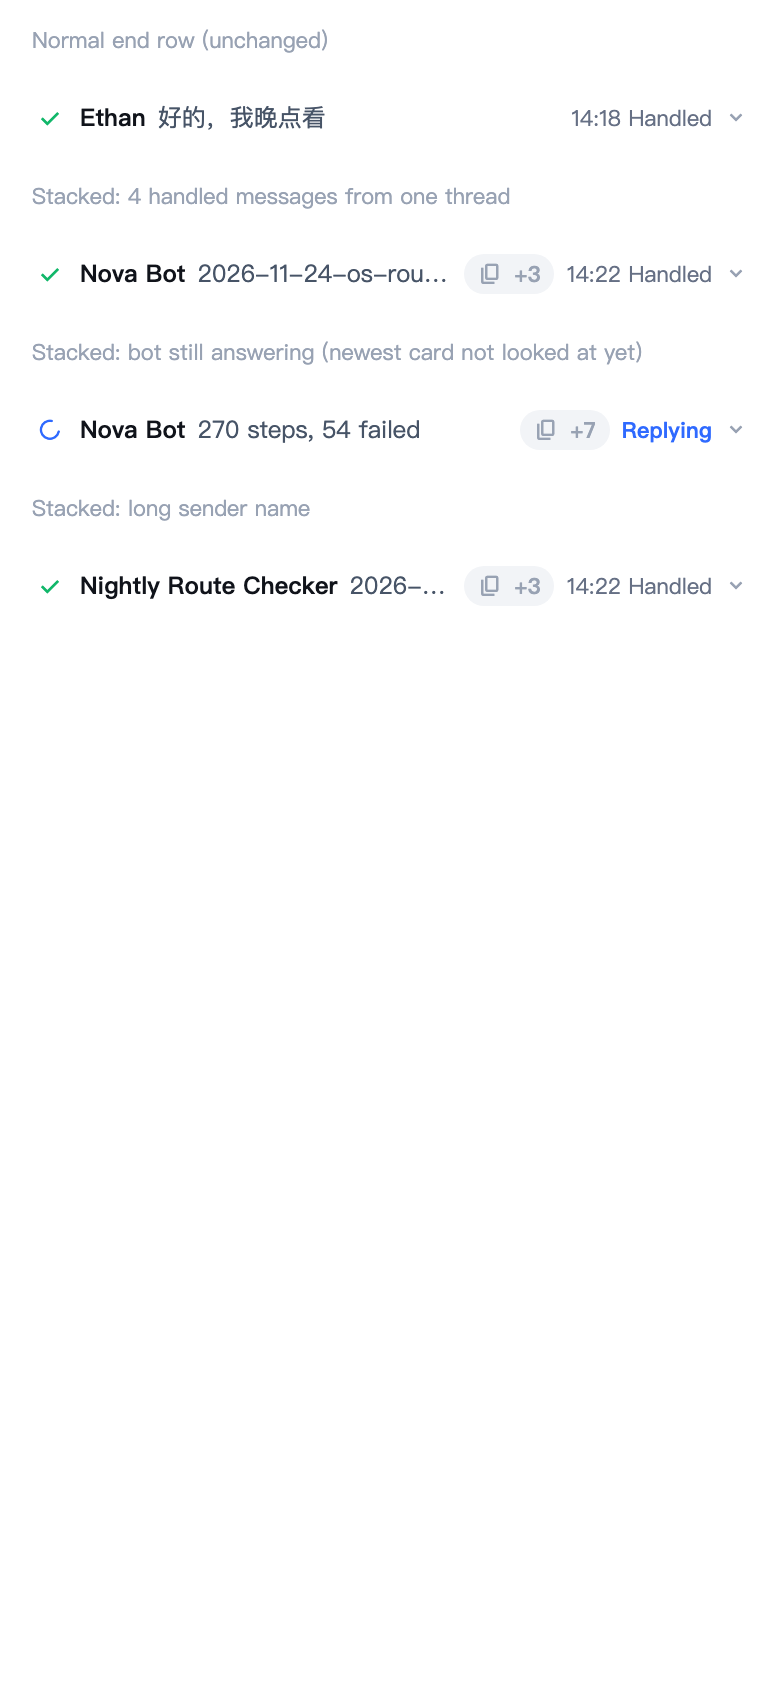 Normal end row (unchanged)
Ethan 好的，我晚点看 14:18 Handled
Stacked: 4 handled messages from one thread
Nova Bot 2026-11-24-os-rou... +3 14:22 Handled
Stacked: bot still answering (newest card not looked at yet)
Nova Bot 270 steps, 54 failed +7 Replying
Stacked: long sender name
Nightly Route Checker 2026-... +3 14:22 Handled